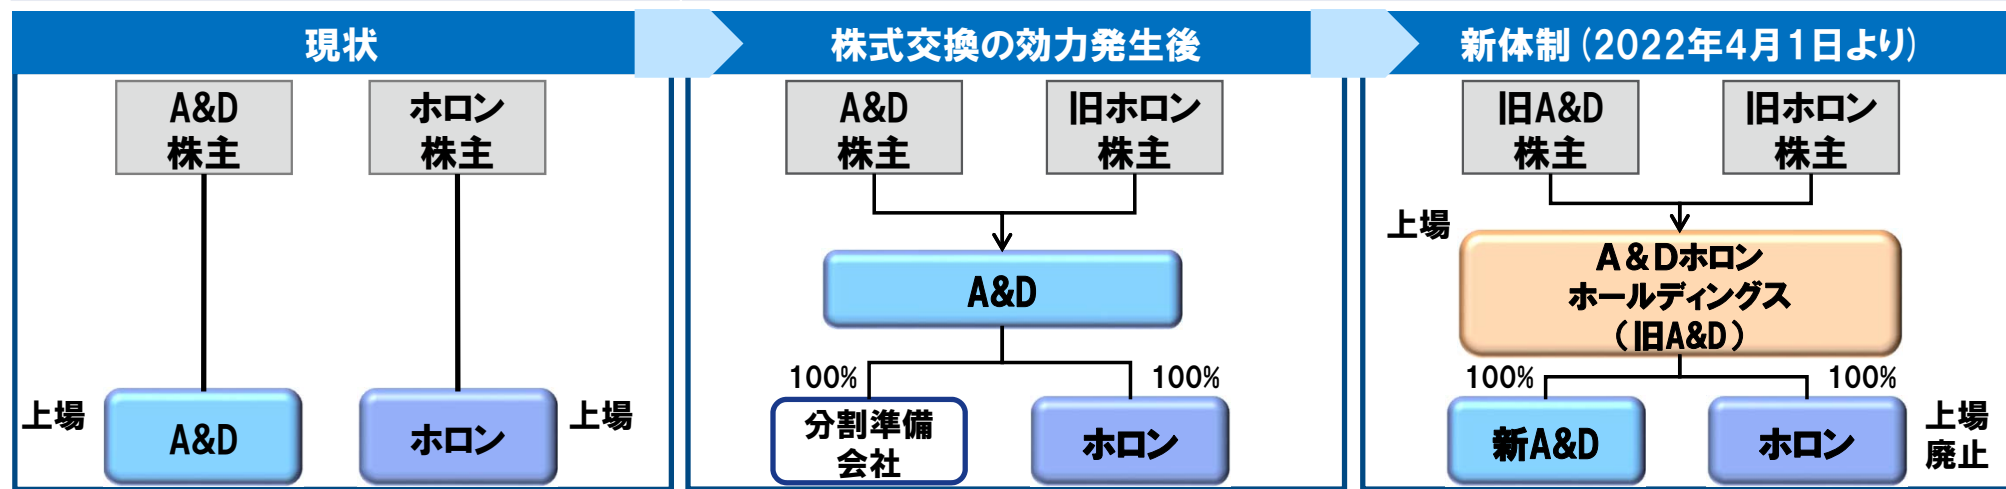 現状
株式交換の効力発生後
新体制(2022年4月1日より)
A&D
株主
ホロン
株主
上場
A&D
ホロン
上場
A&D
株主
旧ホロン
株主
A&D
100%
100%
分割準備
会社
ホロン
旧A&D
株主
旧ホロン
株主
上場
A&Dホロン
ホールディングス
(旧A&D)
100%
100%
新A&D
ホロン
上場
廃止